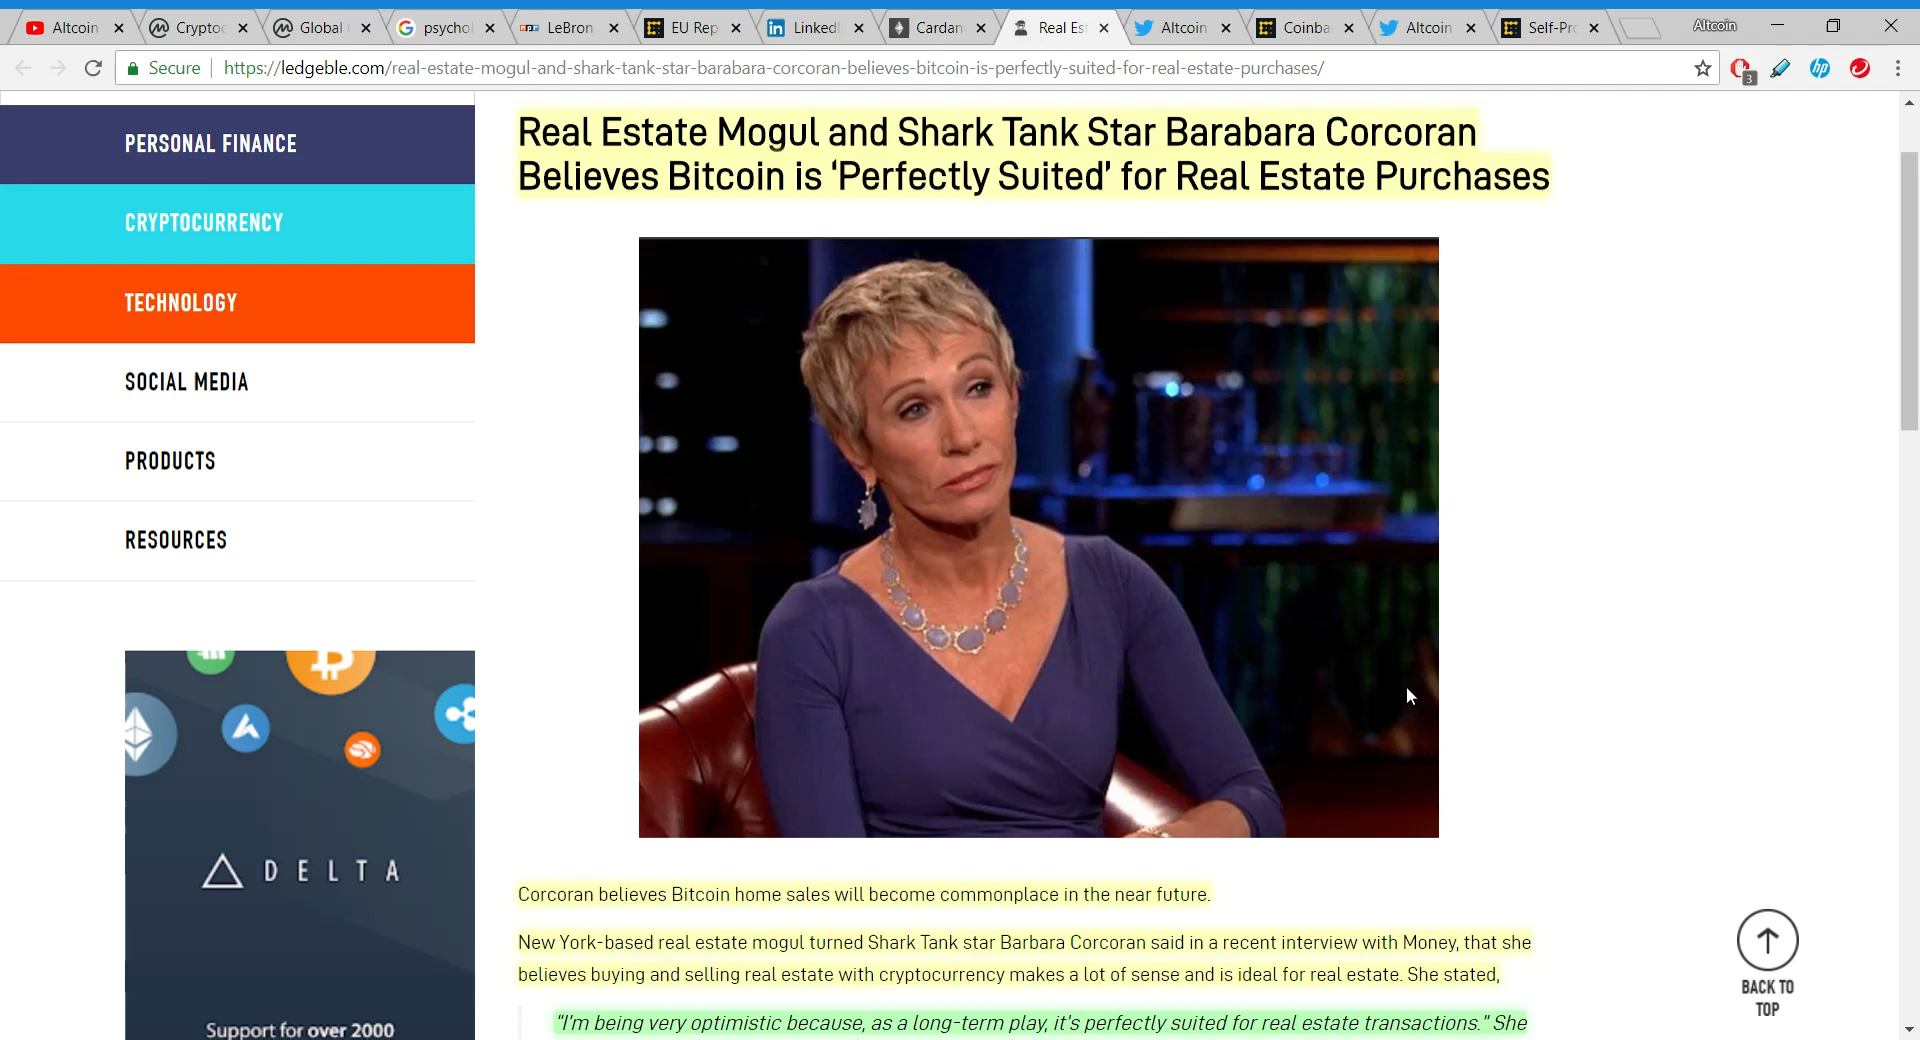 Altcoin
Cryptoc
Global
psychol
LeBron
EU Rep
LinkedI
Cardan
Real Es
Altcoin
Coinba
Altcoin
Self-Pro
Altcoin
Secure
https://ledgeble.com/real-estate-mogul-and-shark-tank-star-barabara-corcoran-believes-bitcoin-is-perfectly-suited-for-real-estate-purchases/
3
hp
PERSONAL FINANCE
CRYPTOCURRENCY
TECHNOLOGY
SOCIAL MEDIA
PRODUCTS
RESOURCES
DELTA
Support for over 2000
Real Estate Mogul and Shark Tank Star Barabara Corcoran
Believes Bitcoin is ‘Perfectly Suited’ for Real Estate Purchases
Corcoran believes Bitcoin home sales will become commonplace in the near future.
New York-based real estate mogul turned Shark Tank star Barbara Corcoran said in a recent interview with Money, that she
believes buying and selling real estate with cryptocurrency makes a lot of sense and is ideal for real estate. She stated,
“I’m being very optimistic because, as a long-term play, it’s perfectly suited for real estate transactions.” She
BACK TO
TOP